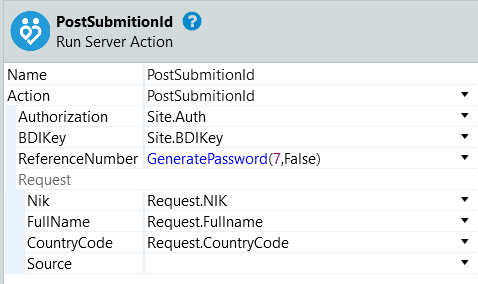 PostSubmitionId ?
Run Server Action
Name PostSubmitionId
Action PostSubmitionId
Authorization Site.Auth
BDIKey Site.BDIKey
ReferenceNumber GeneratePassword(7,False)
Request
Nik Request.NIK
FullName Request.Fullname
CountryCode Request.CountryCode
Source